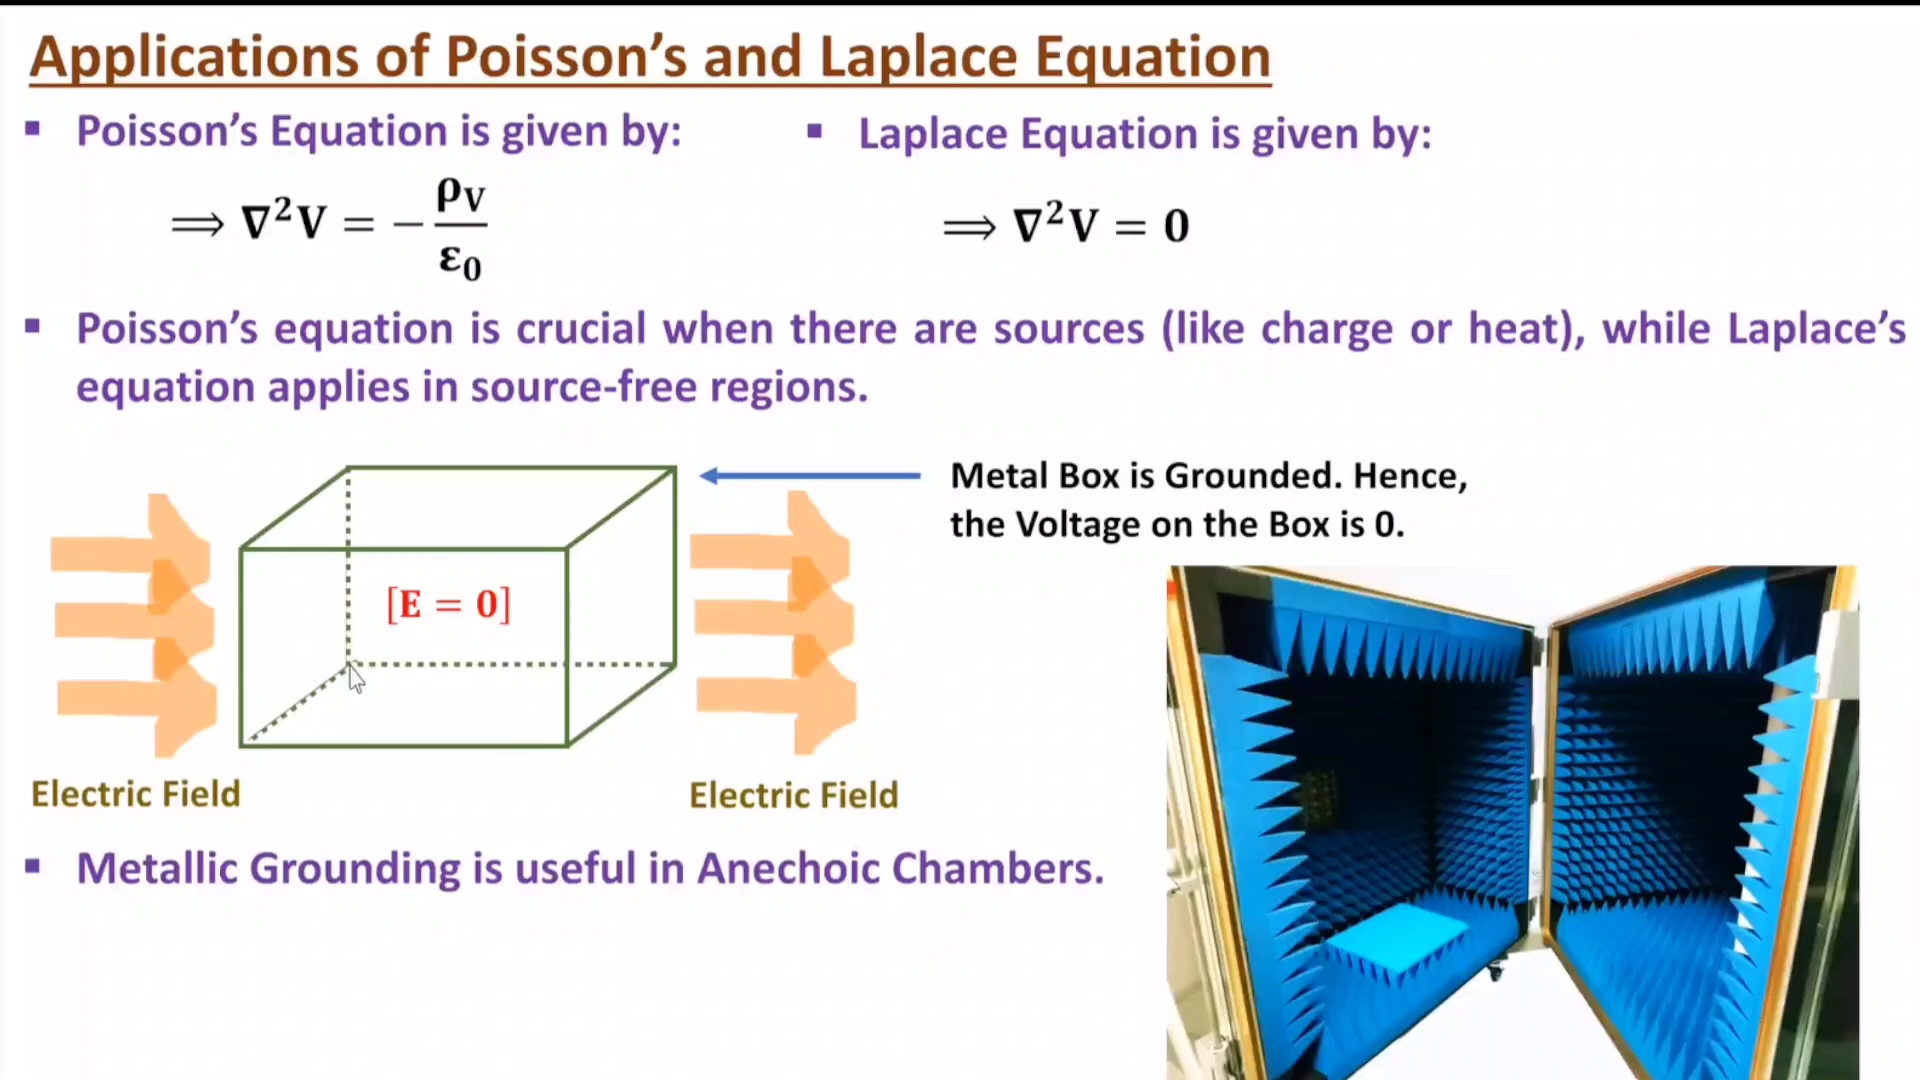 Applications of Poisson’s and Laplace Equation
▪ Poisson’s Equation is given by:
⟹ ∇²V = − ρV / ε0
▪ Laplace Equation is given by:
⟹ ∇²V = 0
▪ Poisson’s equation is crucial when there are sources (like charge or heat), while Laplace’s
equation applies in source-free regions.
Metal Box is Grounded. Hence,
the Voltage on the Box is 0.
[E = 0]
Electric Field
Electric Field
▪ Metallic Grounding is useful in Anechoic Chambers.